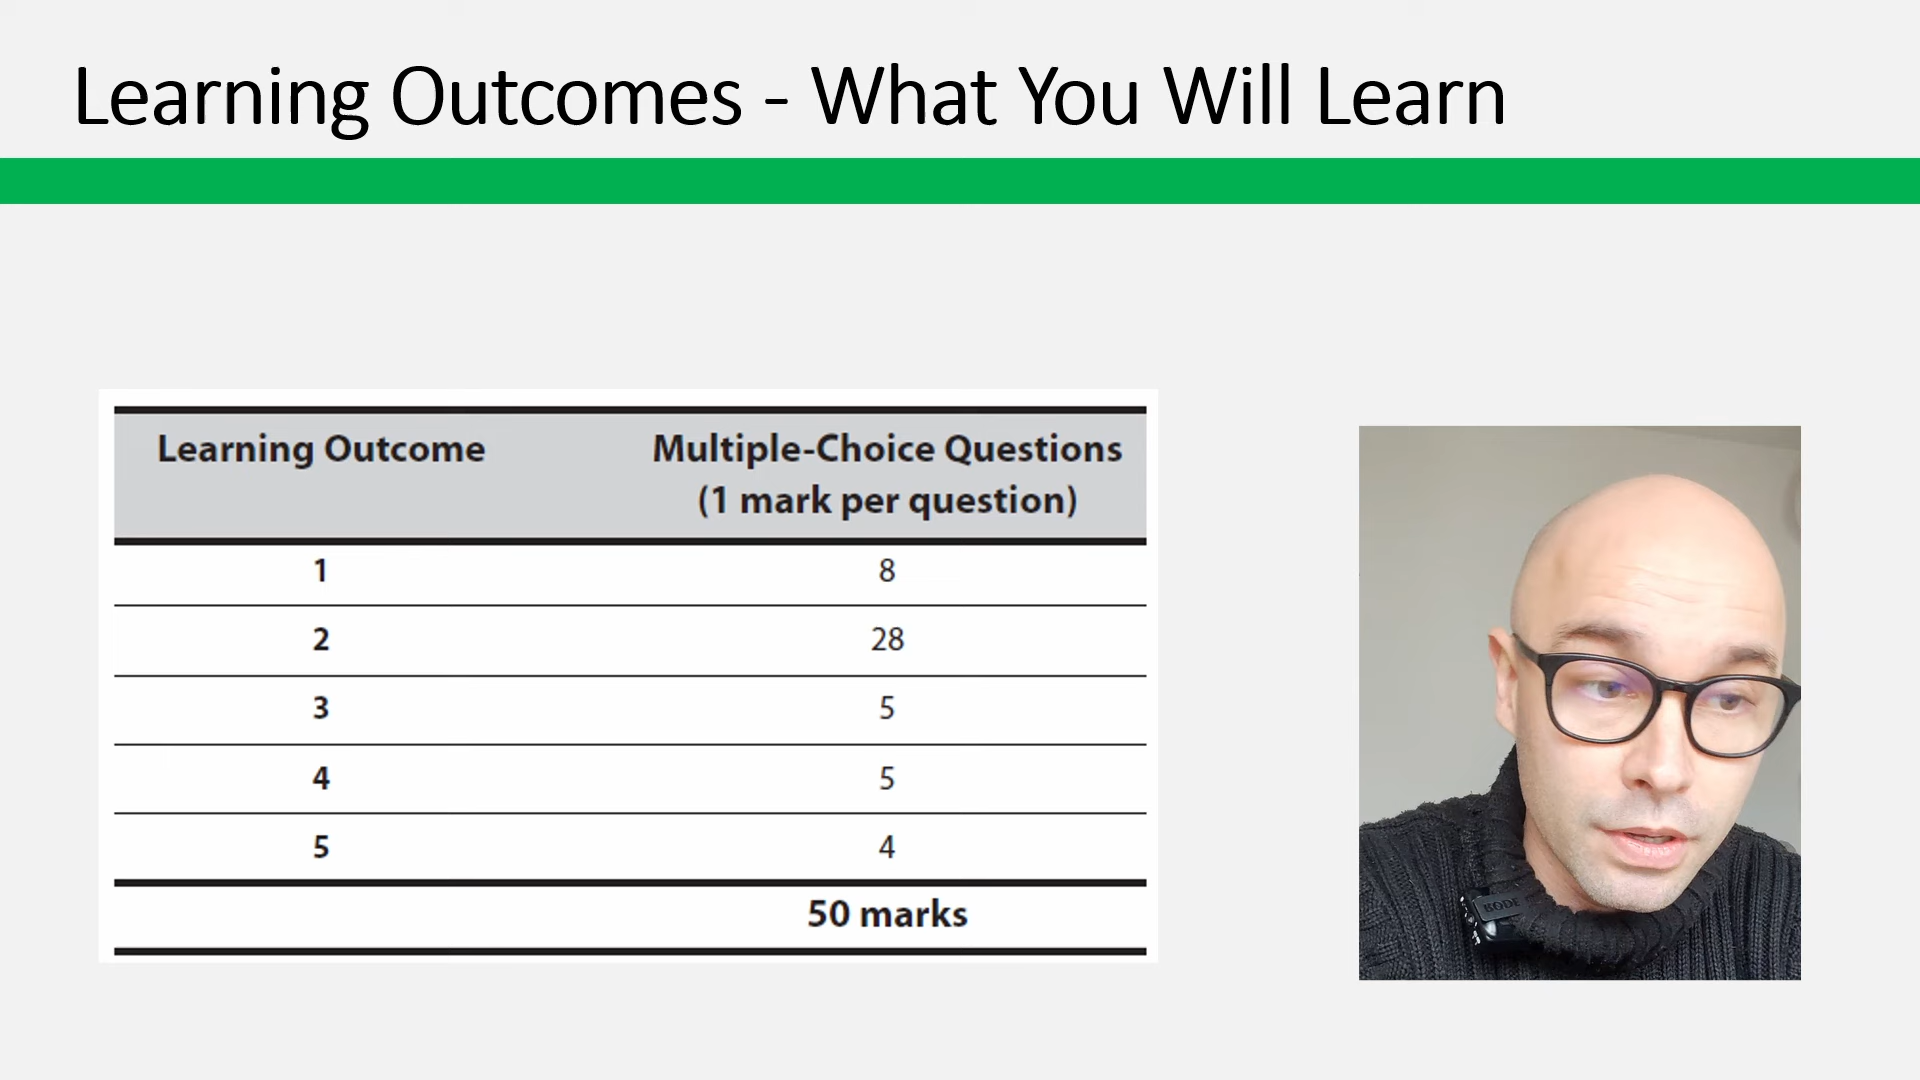 Learning Outcomes - What You Will Learn
Learning Outcome Multiple-Choice Questions
(1 mark per question)
1 8
2 28
3 5
4 5
5 4
50 marks
RODE